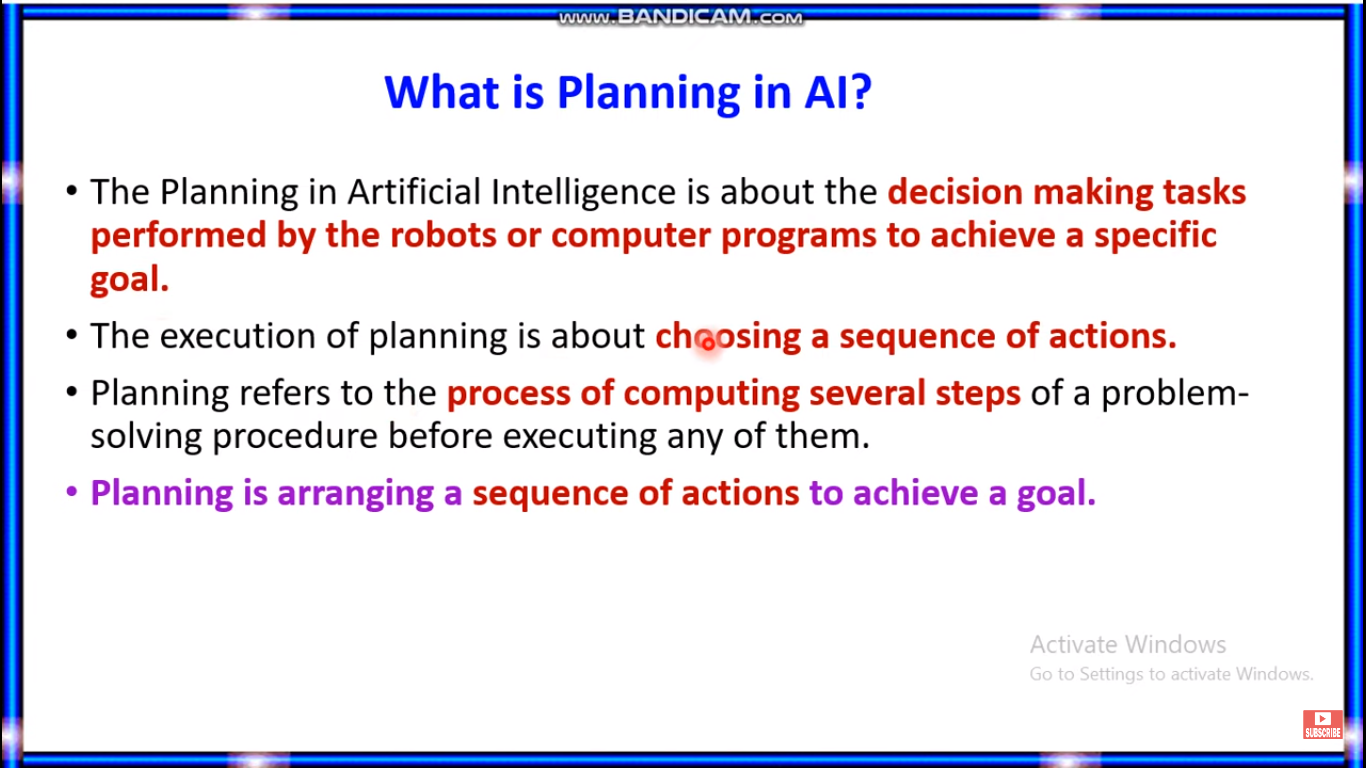 www.BANDICAM.com
What is Planning in AI?
• The Planning in Artificial Intelligence is about the decision making tasks
performed by the robots or computer programs to achieve a specific
goal.
• The execution of planning is about choosing a sequence of actions.
• Planning refers to the process of computing several steps of a problem-
solving procedure before executing any of them.
• Planning is arranging a sequence of actions to achieve a goal.
Activate Windows
Go to Settings to activate Windows.
SUBSCRIBE